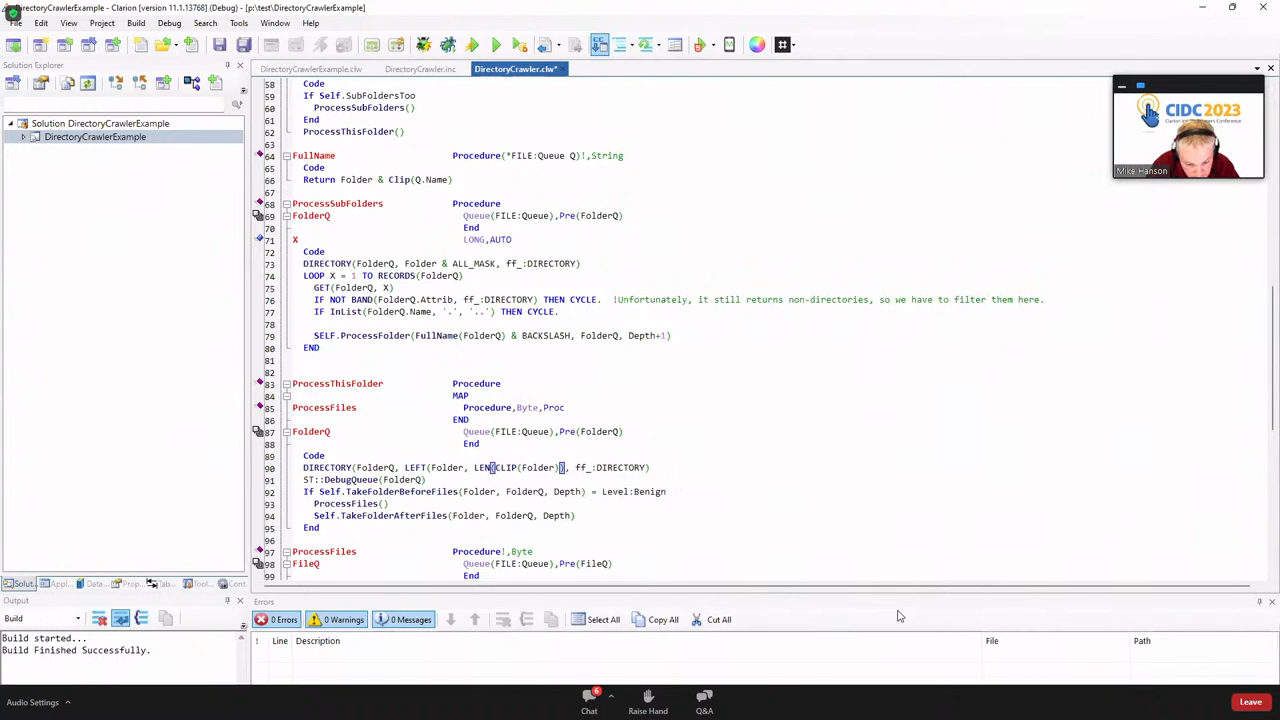 DirectoryCrawlerExample - Clarion [version 11.1.13768] (Debug) - [p:\test\DirectoryCrawlerExample]
File Edit View Project Build Debug Search Tools Window Help
Solution Explorer
Solution DirectoryCrawlerExample
DirectoryCrawlerExample
DirectoryCrawlerExample.clw DirectoryCrawler.inc DirectoryCrawler.clw*
58 Code
59 If Self.SubFoldersToo
60 ProcessSubFolders()
61 End
62 ProcessThisFolder()
63
64 FullName Procedure(*FILE:Queue Q)!,String
65 Code
66 Return Folder & Clip(Q.Name)
67
68 ProcessSubFolders Procedure
69 FolderQ Queue(FILE:Queue),Pre(FolderQ)
70 End
71 X LONG,AUTO
72 Code
73 DIRECTORY(FolderQ, Folder & ALL_MASK, ff_:DIRECTORY)
74 LOOP X = 1 TO RECORDS(FolderQ)
75 GET(FolderQ, X)
76 IF NOT BAND(FolderQ.Attrib, ff_:DIRECTORY) THEN CYCLE. !Unfortunately, it still returns non-directories, so we have to filter them here.
77 IF InList(FolderQ.Name, '.', '..') THEN CYCLE.
78
79 SELF.ProcessFolder(FullName(FolderQ) & BACKSLASH, FolderQ, Depth+1)
80 END
81
82
83 ProcessThisFolder Procedure
84 MAP
85 ProcessFiles Procedure,Byte,Proc
86 END
87 FolderQ Queue(FILE:Queue),Pre(FolderQ)
88 End
89 Code
90 DIRECTORY(FolderQ, LEFT(Folder, LEN(CLIP(Folder)), ff_:DIRECTORY)
91 ST::DebugQueue(FolderQ)
92 If Self.TakeFolderBeforeFiles(Folder, FolderQ, Depth) = Level:Benign
93 ProcessFiles()
94 Self.TakeFolderAfterFiles(Folder, FolderQ, Depth)
95 End
96
97 ProcessFiles Procedure!,Byte
98 FileQ Queue(FILE:Queue),Pre(FileQ)
99 End
CIDC2023
Mike Hanson
Solut... Appl... Data... Prop... Tab... Tool... Cont...
Output
Build
Build started...
Build Finished Successfully.
Errors
0 Errors 0 Warnings 0 Messages Select All Copy All Cut All
! Line Description File Path
Audio Settings
6
Chat Raise Hand Q&A
Leave